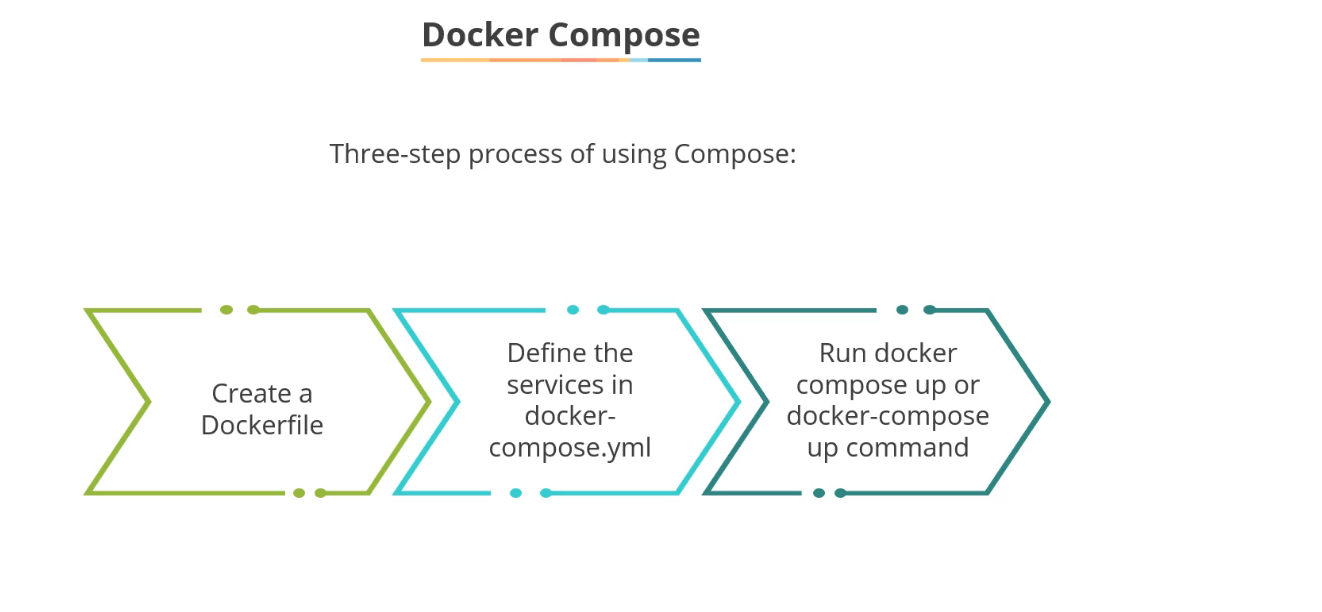 Docker Compose
Three-step process of using Compose:
Create a
Dockerfile
Define the
services in
docker-
compose.yml
Run docker
compose up or
docker-compose
up command